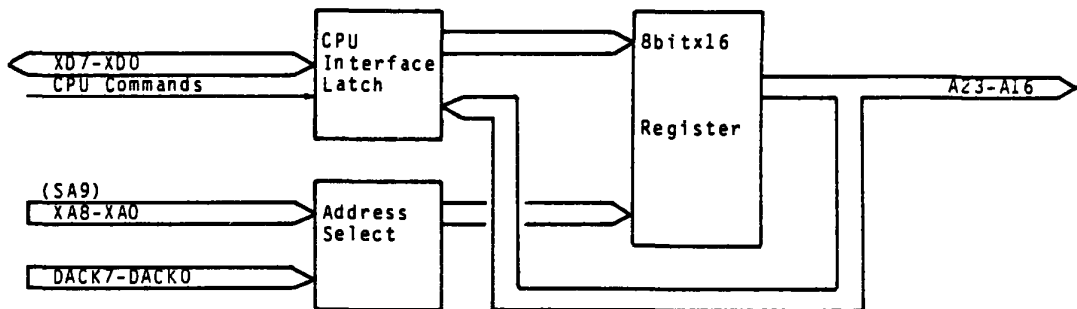 CPU
Interface
Latch
8bitx16
Register
XD7-XD0
CPU Commands
A23-A16
(SA9)
XA8-XA0
Address
Select
DACK7-DACK0